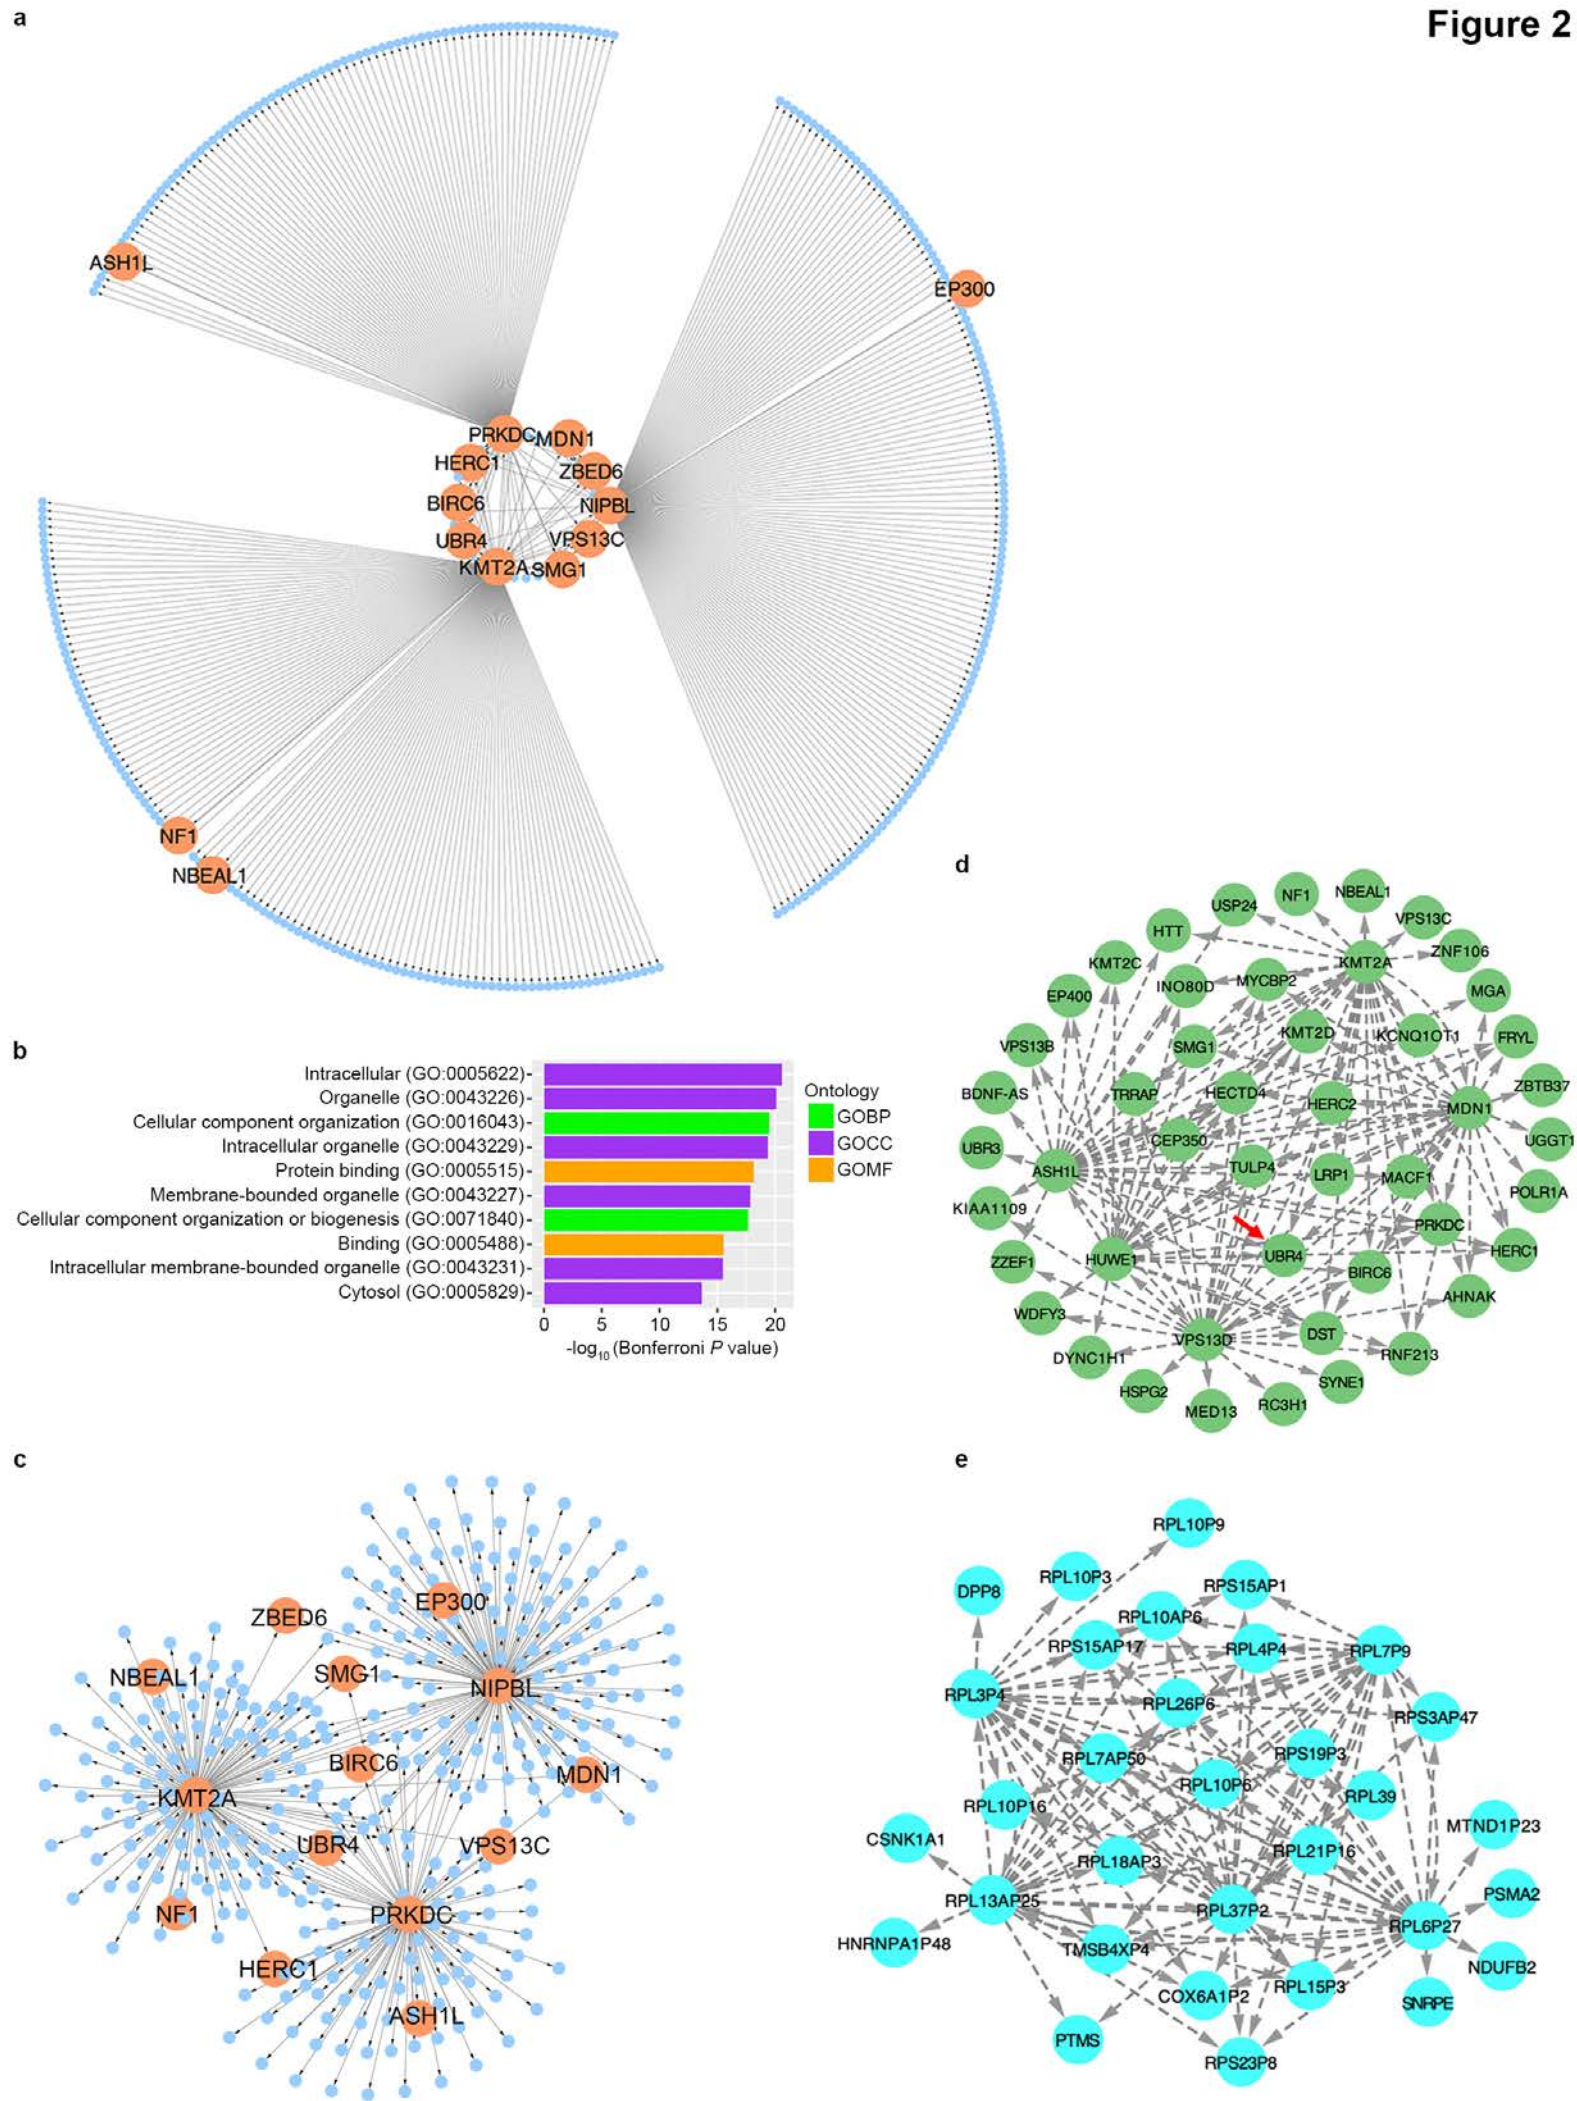 Figure 2
a
ASH1L
EP300
PRKDC
MDN1
HERC1
ZBED6
BIRC6
NIPBL
UBR4
VPS13C
KMT2A
SMG1
NF1
NBEAL1
b
Intracellular (GO:0005622)
Organelle (GO:0043226)
Cellular component organization (GO:0016043)
Intracellular organelle (GO:0043229)
Protein binding (GO:0005515)
Membrane-bounded organelle (GO:0043227)
Cellular component organization or biogenesis (GO:0071840)
Binding (GO:0005488)
Intracellular membrane-bounded organelle (GO:0043231)
Cytosol (GO:0005829)
0 5 10 15 20
-log10 (Bonferroni P value)
Ontology
GOBP
GOCC
GOMF
c
EP300
ZBED6
NBEAL1
SMG1
NIPBL
BIRC6
MDN1
KMT2A
UBR4
VPS13C
NF1
PRKDC
HERC1
ASH1L
d
NBEAL1
NF1
USP24
VPS13C
HTT
ZNF106
KMT2C
KMT2A
INO80D
MYCBP2
MGA
EP400
KMT2D
KCNQ1OT1
FRYL
VPS13B
SMG1
ZBTB37
BDNF-AS
TRRAP
HECTD4
HERC2
MDN1
CEP350
UGGT1
UBR3
ASH1L
TULP4
LRP1
MACF1
POLR1A
KIAA1109
PRKDC
ZZEF1
HUWE1
UBR4
BIRC6
HERC1
AHNAK
WDFY3
VPS13D
DST
RNF213
DYNC1H1
SYNE1
HSPG2
MED13
RC3H1
e
RPL10P9
RPL10P3
DPP8
RPS15AP1
RPL10AP6
RPS15AP17
RPL4P4
RPL7P9
RPL3P4
RPL26P6
RPS3AP47
RPL7AP50
RPS19P3
RPL10P6
RPL39
RPL10P16
MTND1P23
CSNK1A1
RPL18AP3
RPL21P16
PSMA2
RPL13AP25
RPL37P2
RPL6P27
HNRNPA1P48
TMSB4XP4
NDUFB2
COX6A1P2
RPL15P3
SNRPE
PTMS
RPS23P8